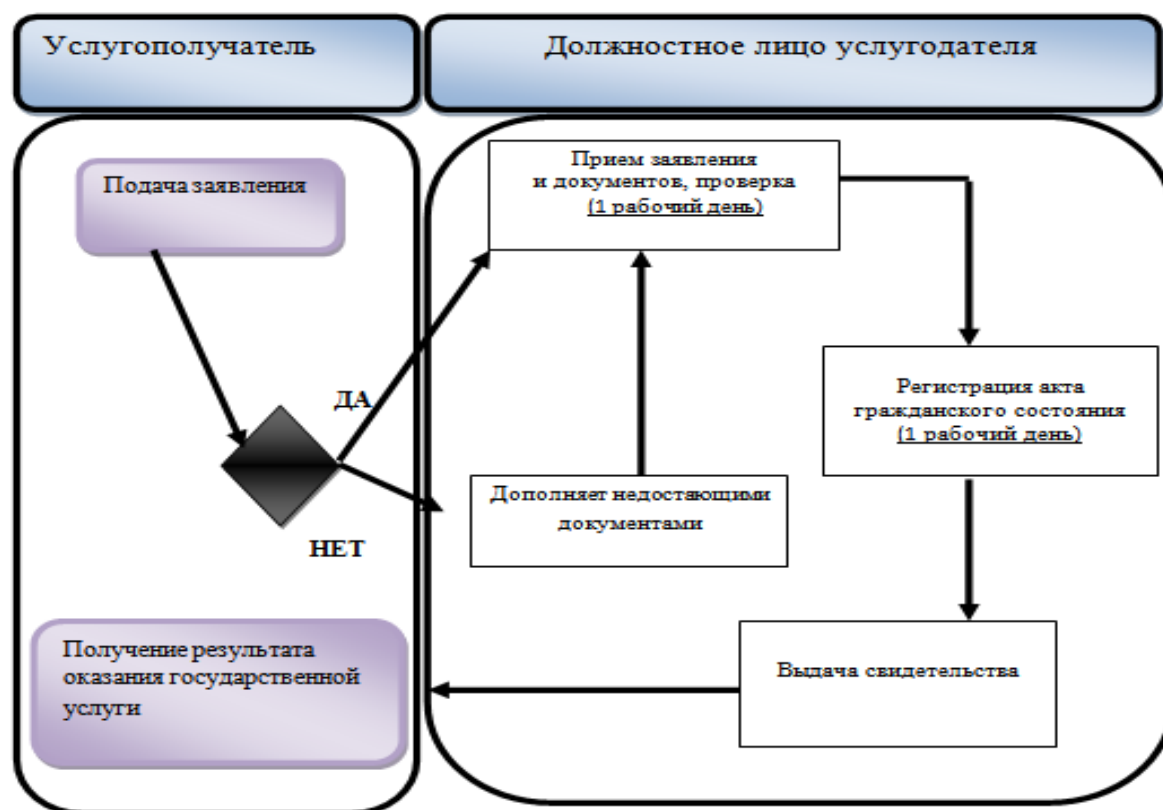 Услугополучатель
Должностное лицо услугодателя
Подача заявления
Прием заявления
и документов, проверка
(1 рабочий день)
ДА
Регистрация акта
гражданского состояния
(1 рабочий день)
Дополняет недостающими
документами
НЕТ
Получение результата
оказания государственной
услуги
Выдача свидетельства